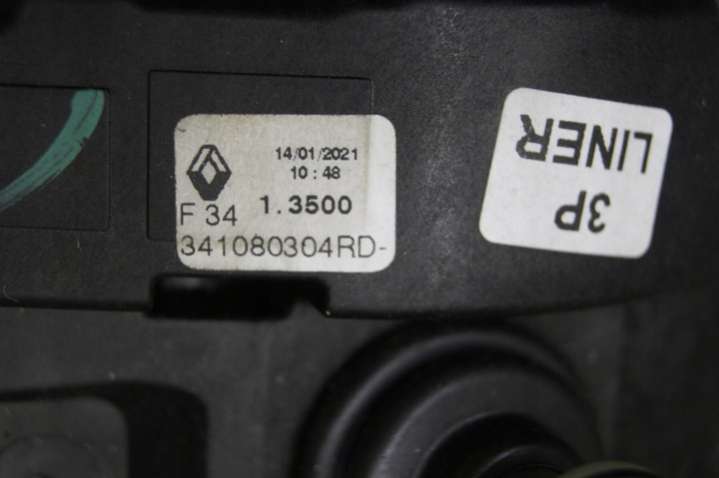 14/01/2021
10:48
F 34 1.3500
341080304RD-
3P
LINER